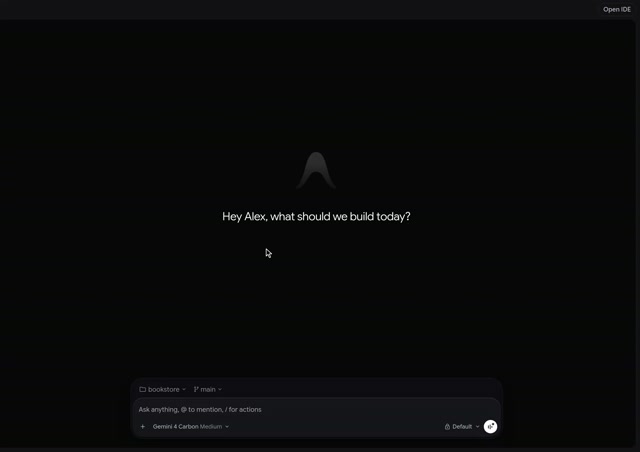 Open IDE
Hey Alex, what should we build today?
bookstore main
Ask anything, @ to mention, / for actions
Gemini 4 Carbon Medium Default